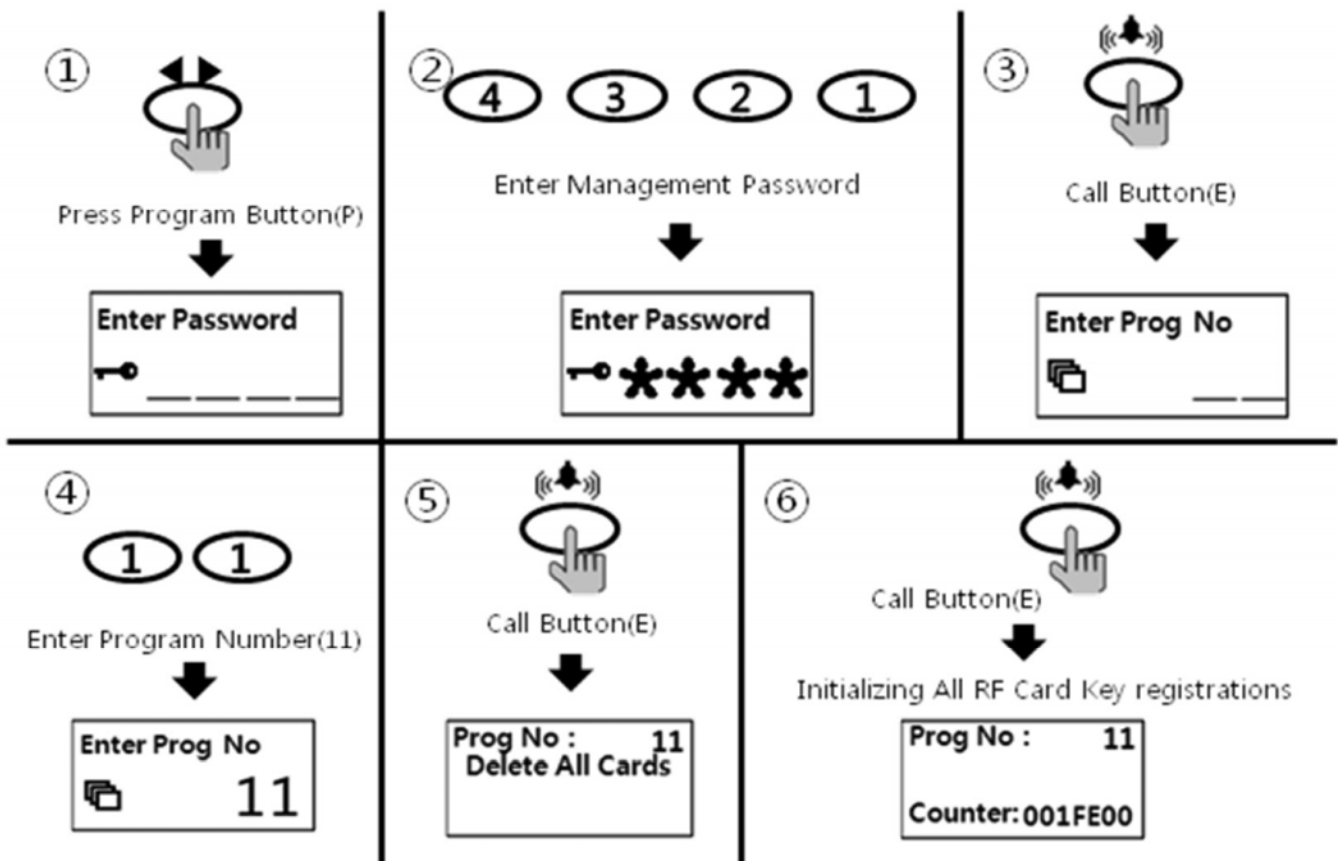 ①
Press Program Button(P)
Enter Password
②
4 3 2 1
Enter Management Password
Enter Password
③
Call Button(E)
Enter Prog No
④
1 1
Enter Program Number(11)
Enter Prog No
11
⑤
Call Button(E)
Prog No : 11
Delete All Cards
⑥
Call Button(E)
Initializing All RF Card Key registrations
Prog No : 11
Counter:001FE00